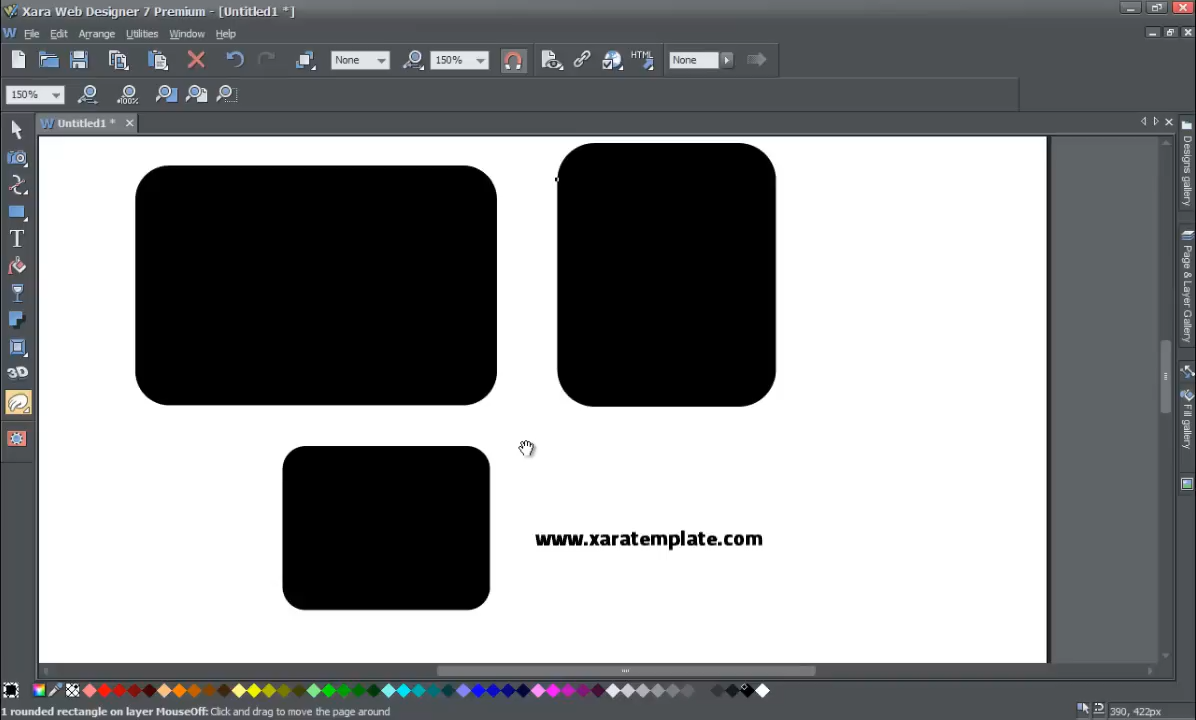 Xara Web Designer 7 Premium - [Untitled1 *]
W File Edit Arrange Utilities Window Help
None 150% HTML None
150% 100%
W Untitled1 *
Designs gallery
Page & Layer Gallery
Fill gallery
T
3D
www.xaratemplate.com
1 rounded rectangle on layer MouseOff: Click and drag to move the page around
390, 422px